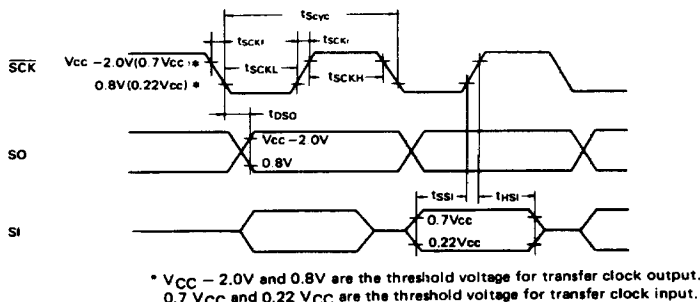 tScyc
tSCKf
tSCKr
SCK
VCC −2.0V(0.7VCC)*
tSCKL
tSCKH
0.8V(0.22VCC) *
tDSO
SO
VCC −2.0V
0.8V
tSSI
tHSI
SI
0.7VCC
0.22VCC
* VCC − 2.0V and 0.8V are the threshold voltage for transfer clock output.
0.7 VCC and 0.22 VCC are the threshold voltage for transfer clock input.